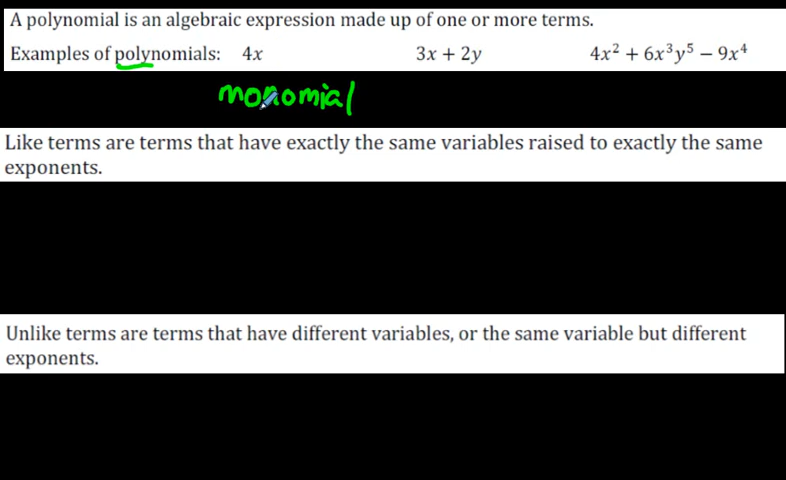 A polynomial is an algebraic expression made up of one or more terms.
Examples of polynomials: 4x 3x + 2y 4x² + 6x³y⁵ − 9x⁴
monomial
Like terms are terms that have exactly the same variables raised to exactly the same
exponents.
Unlike terms are terms that have different variables, or the same variable but different
exponents.